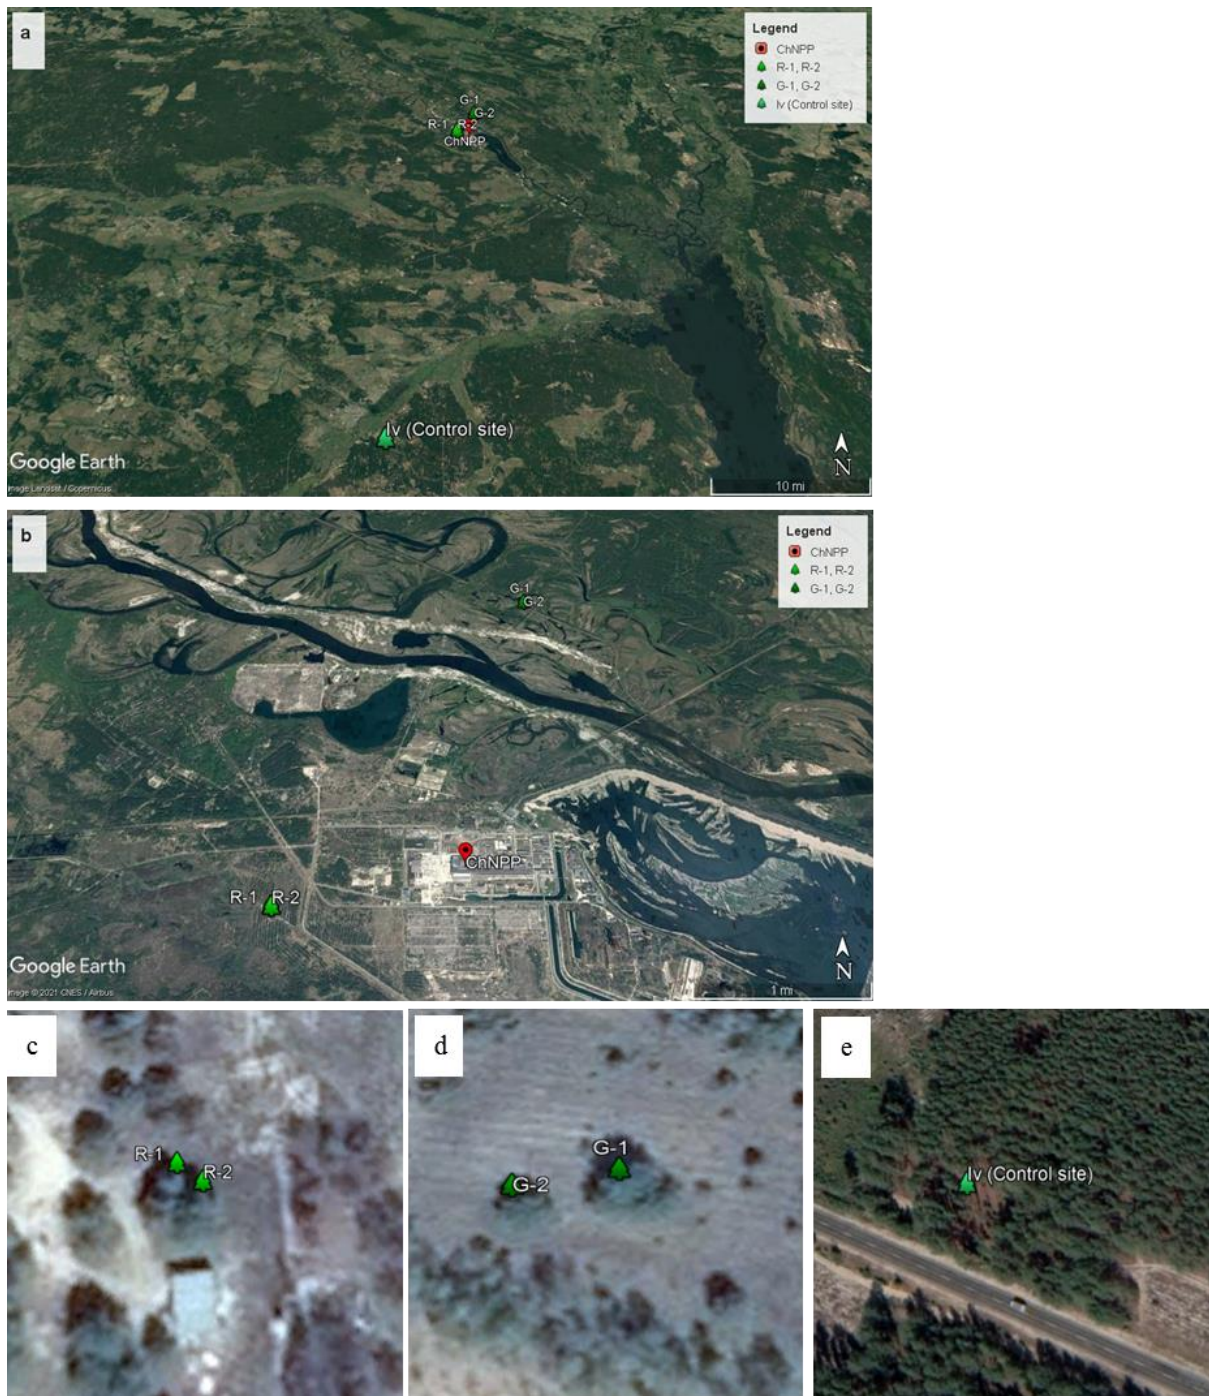 a
Legend
ChNPP
R-1, R-2
G-1, G-2
Iv (Control site)
G-1
G-2
R-1 R-2
ChNPP
Iv (Control site)
Google Earth
Image Landsat / Copernicus
N
10 mi
b
Legend
ChNPP
R-1, R-2
G-1, G-2
G-1
G-2
ChNPP
R-1 R-2
Google Earth
Image © 2021 CNES / Airbus
N
1 mi
c
R-1
R-2
d
G-1
G-2
e
Iv (Control site)